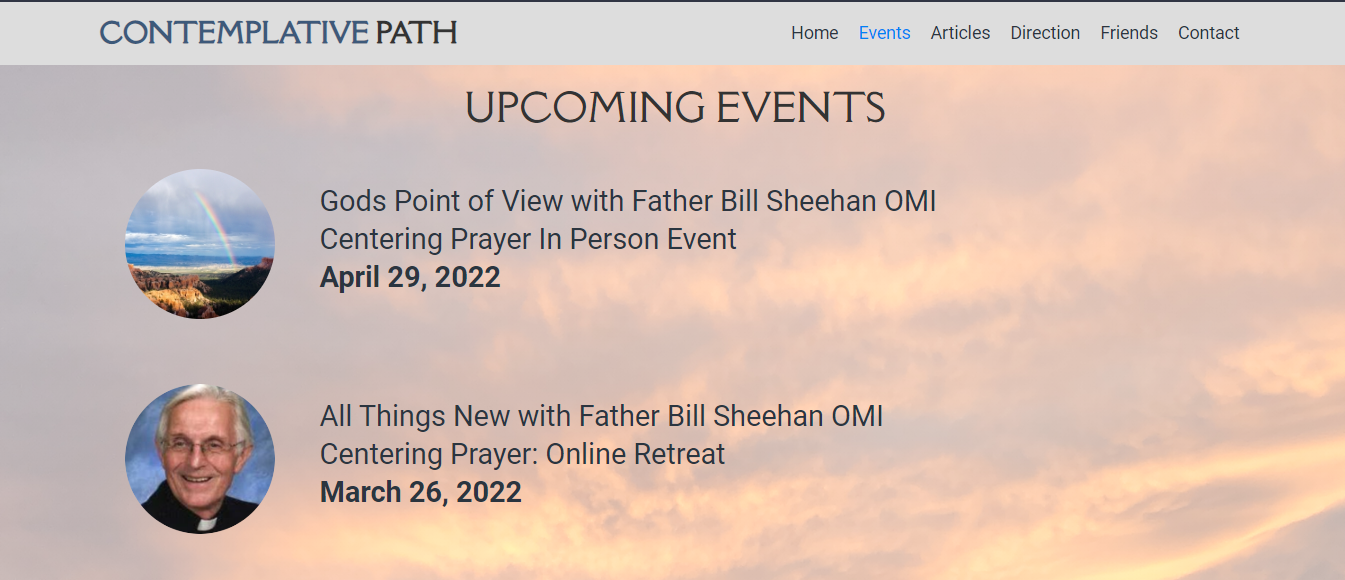 CONTEMPLATIVE PATH
Home Events Articles Direction Friends Contact
UPCOMING EVENTS
Gods Point of View with Father Bill Sheehan OMI
Centering Prayer In Person Event
April 29, 2022
All Things New with Father Bill Sheehan OMI
Centering Prayer: Online Retreat
March 26, 2022